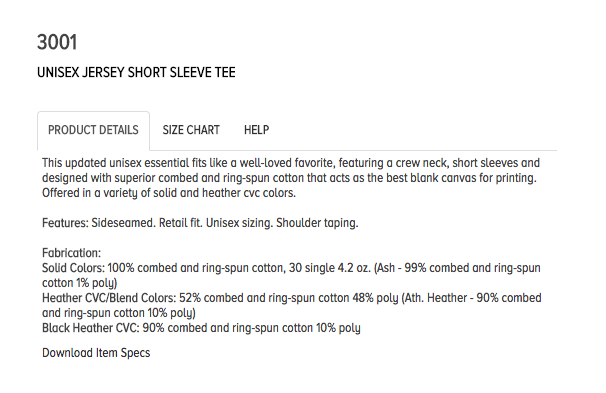 3001
UNISEX JERSEY SHORT SLEEVE TEE
PRODUCT DETAILS SIZE CHART HELP
This updated unisex essential fits like a well-loved favorite, featuring a crew neck, short sleeves and
designed with superior combed and ring-spun cotton that acts as the best blank canvas for printing.
Offered in a variety of solid and heather cvc colors.
Features: Sideseamed. Retail fit. Unisex sizing. Shoulder taping.
Fabrication:
Solid Colors: 100% combed and ring-spun cotton, 30 single 4.2 oz. (Ash - 99% combed and ring-spun
cotton 1% poly)
Heather CVC/Blend Colors: 52% combed and ring-spun cotton 48% poly (Ath. Heather - 90% combed
and ring-spun cotton 10% poly)
Black Heather CVC: 90% combed and ring-spun cotton 10% poly
Download Item Specs